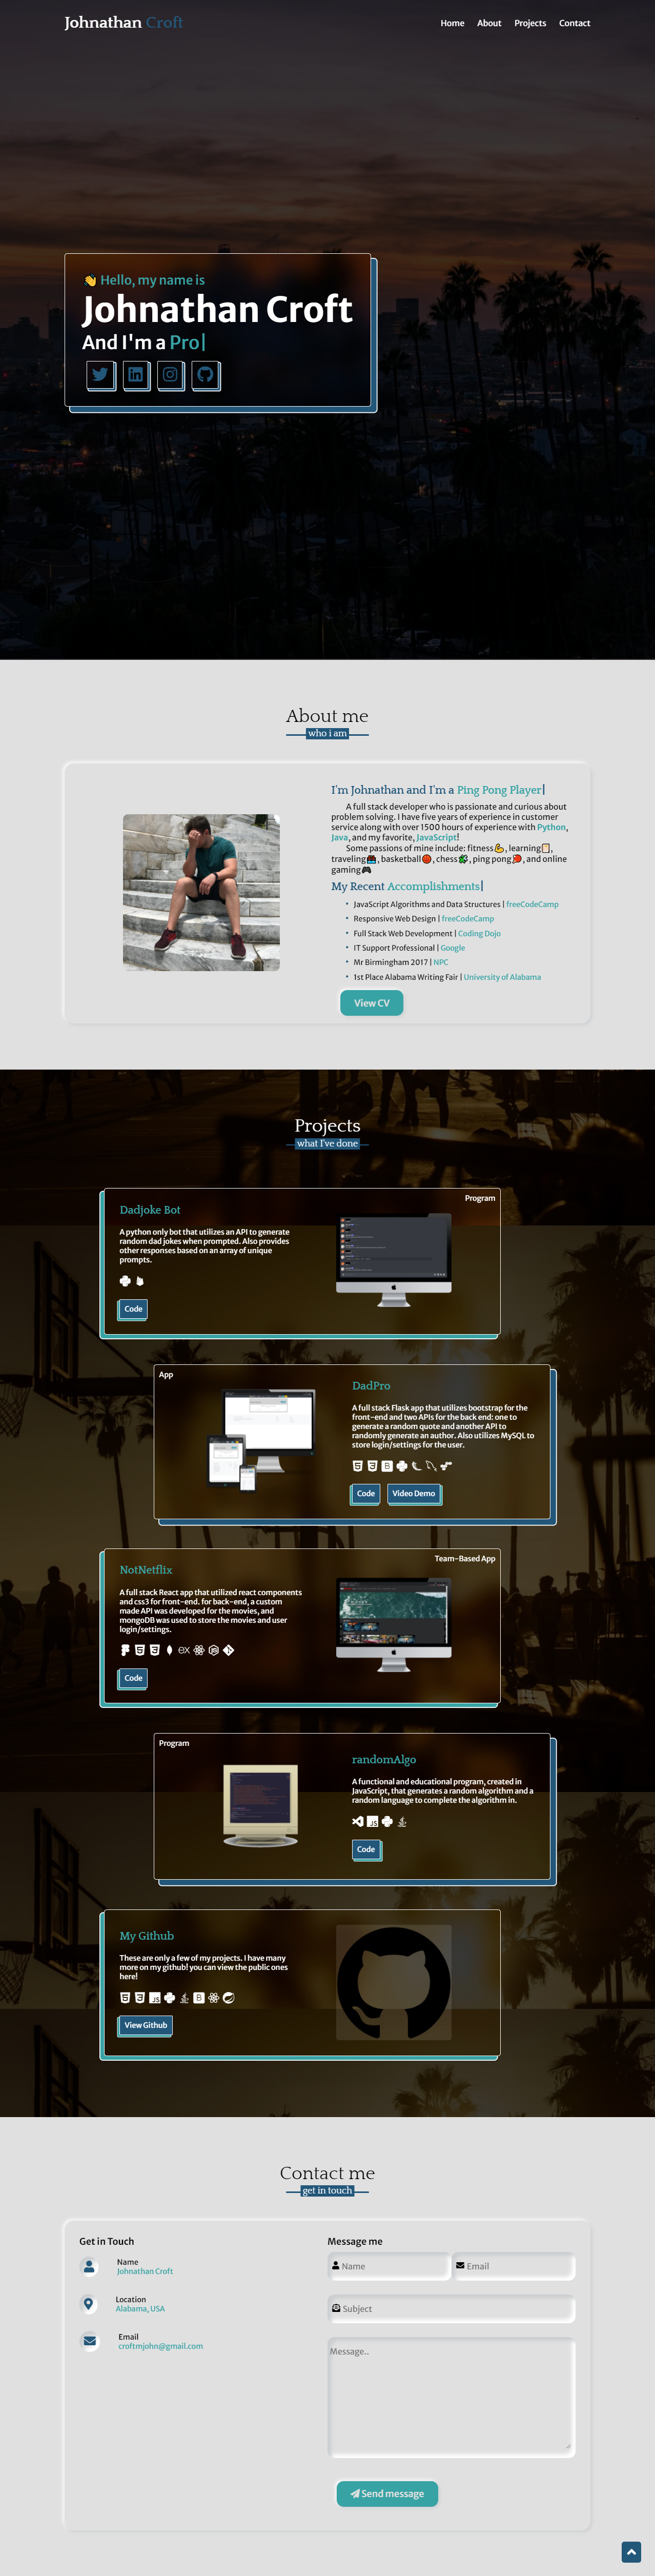 Johnathan Croft
Home About Projects Contact
👋 Hello, my name is
Johnathan Croft
And I'm a Pro|
About me
who i am
I'm Johnathan and I'm a Ping Pong Player|
A full stack developer who is passionate and curious about
problem solving. I have five years of experience in customer
service along with over 1500 hours of experience with Python,
Java, and my favorite, JavaScript!
Some passions of mine include: fitness💪, learning📋,
traveling🚘, basketball🏀, chess♟, ping pong🏓, and online
gaming🎮
My Recent Accomplishments|
JavaScript Algorithms and Data Structures | freeCodeCamp
Responsive Web Design | freeCodeCamp
Full Stack Web Development | Coding Dojo
IT Support Professional | Google
Mr Birmingham 2017 | NPC
1st Place Alabama Writing Fair | University of Alabama
View CV
Projects
what I've done
Program
Dadjoke Bot
A python only bot that utilizes an API to generate
random dad jokes when prompted. Also provides
other responses based on an array of unique
prompts.
Code
App
DadPro
A full stack Flask app that utilizes bootstrap for the
front-end and two APIs for the back end: one to
generate a random quote and another API to
randomly generate an author. Also utilizes MySQL to
store login/settings for the user.
Code Video Demo
Team-Based App
NotNetflix
A full stack React app that utilized react components
and css3 for front-end. for back-end, a custom
made API was developed for the movies, and
mongoDB was used to store the movies and user
login/settings.
Code
Program
randomAlgo
A functional and educational program, created in
JavaScript, that generates a random algorithm and a
random language to complete the algorithm in.
Code
My Github
These are only a few of my projects. I have many
more on my github! you can view the public ones
here!
View Github
Contact me
get in touch
Get in Touch
Name
Johnathan Croft
Location
Alabama, USA
Email
croftmjohn@gmail.com
Message me
Name Email
Subject
Message..
Send message